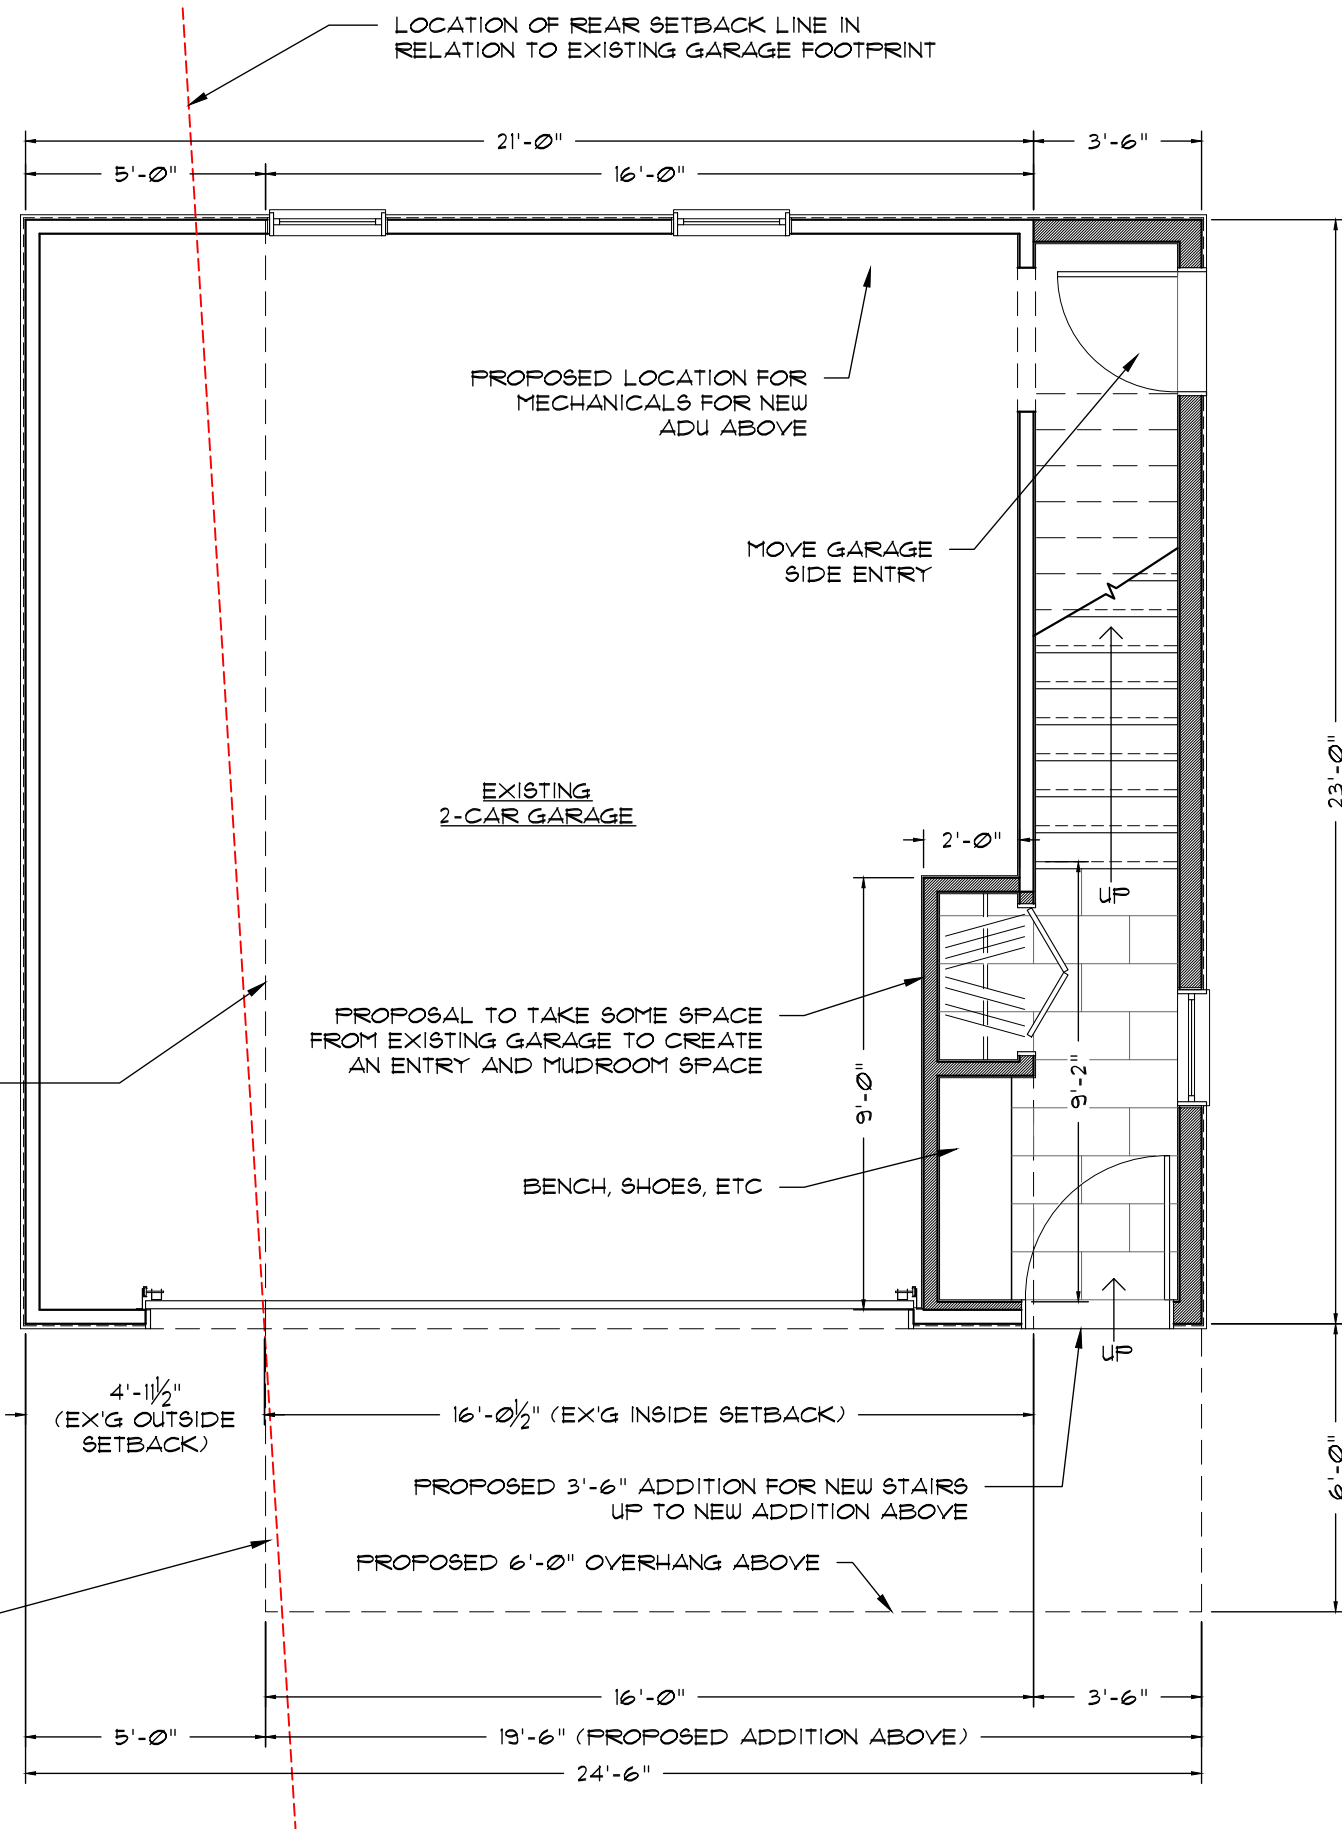 LOCATION OF REAR SETBACK LINE IN
RELATION TO EXISTING GARAGE FOOTPRINT
21'-0"
3'-6"
5'-0"
16'-0"
PROPOSED LOCATION FOR
MECHANICALS FOR NEW
ADU ABOVE
MOVE GARAGE
SIDE ENTRY
23'-0"
EXISTING
2-CAR GARAGE
2'-0"
UP
PROPOSAL TO TAKE SOME SPACE
FROM EXISTING GARAGE TO CREATE
AN ENTRY AND MUDROOM SPACE
9'-0"
9'-2"
BENCH, SHOES, ETC
UP
4'-11½"
(EX'G OUTSIDE
SETBACK)
16'-0½" (EX'G INSIDE SETBACK)
6'-0"
PROPOSED 3'-6" ADDITION FOR NEW STAIRS
UP TO NEW ADDITION ABOVE
PROPOSED 6'-0" OVERHANG ABOVE
16'-0"
3'-6"
5'-0"
19'-6" (PROPOSED ADDITION ABOVE)
24'-6"